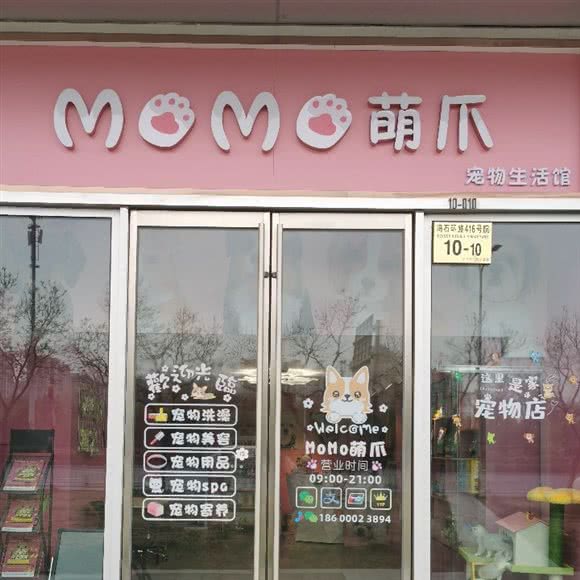 MOMO萌爪
宠物生活馆
10-010
10-10
歡迎光臨
宠物洗澡
宠物美容
宠物用品
宠物spa
宠物寄养
Welcome
MoMo萌爪
营业时间
09:00-21:00
VIP
186 0002 3894
这里是家
宠物店